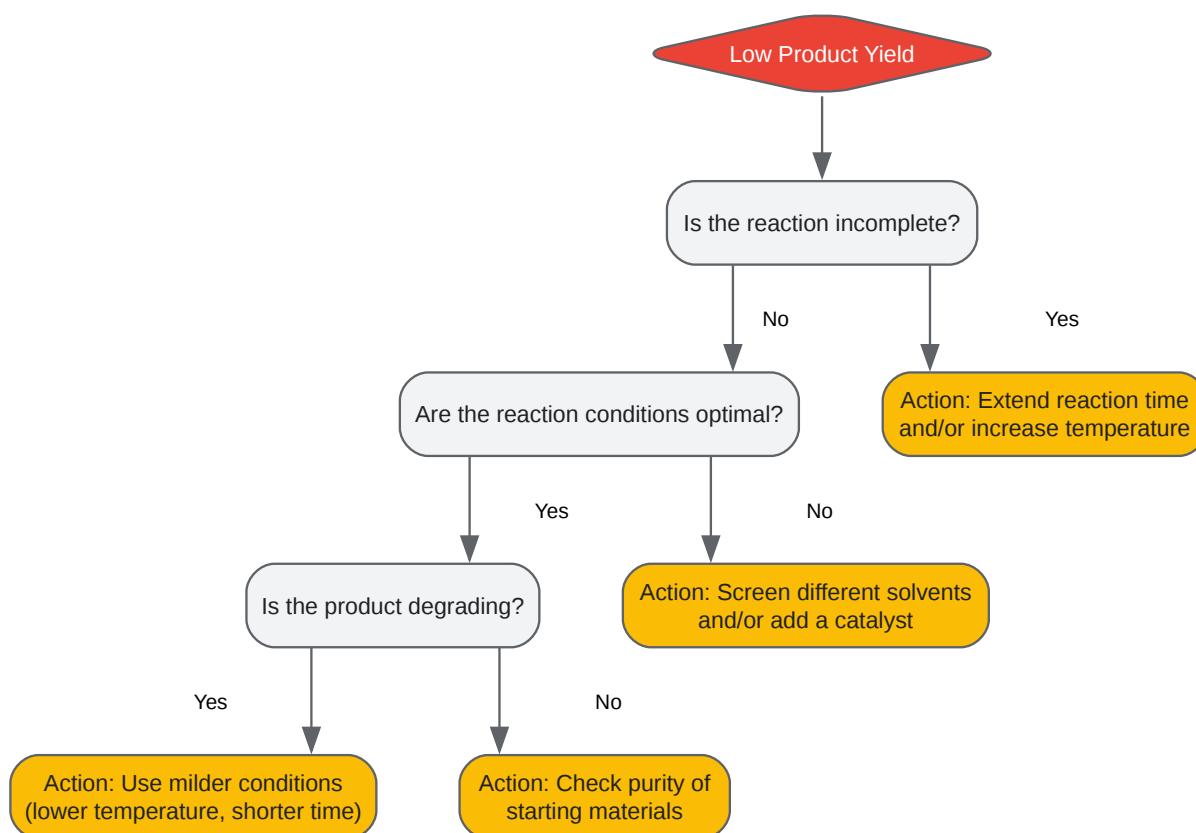 Low Product Yield
Is the reaction incomplete?
No
Yes
Are the reaction conditions optimal?
Action: Extend reaction time
and/or increase temperature
Yes
No
Is the product degrading?
Action: Screen different solvents
and/or add a catalyst
Yes
No
Action: Use milder conditions
(lower temperature, shorter time)
Action: Check purity of
starting materials